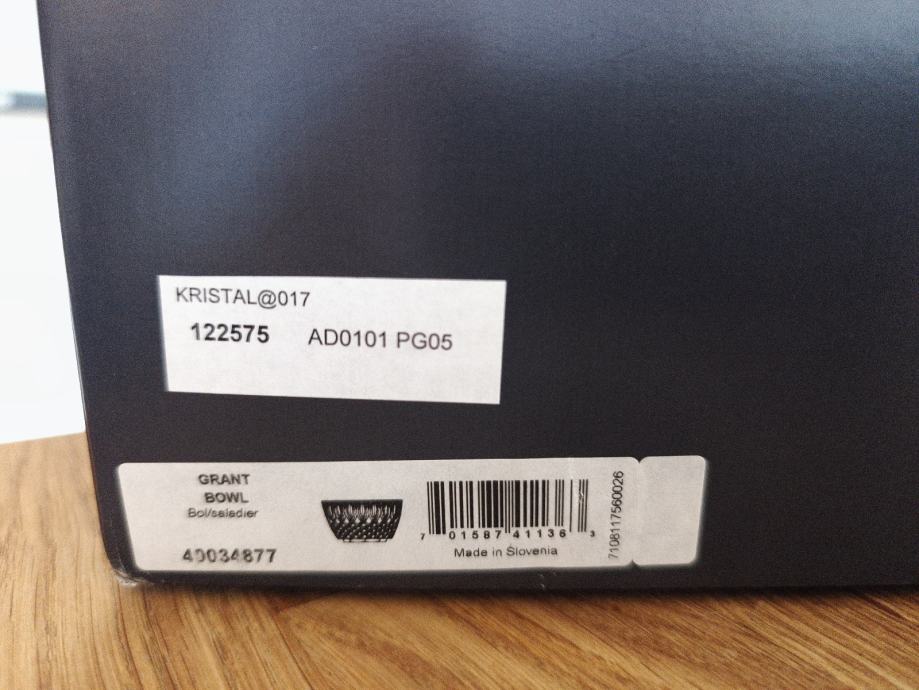 KRISTAL@017
122575 AD0101 PG05
GRANT
BOWL
Bol/saladier
40034877
7 01587 41136 3
Made in Slovenia
7108117560026